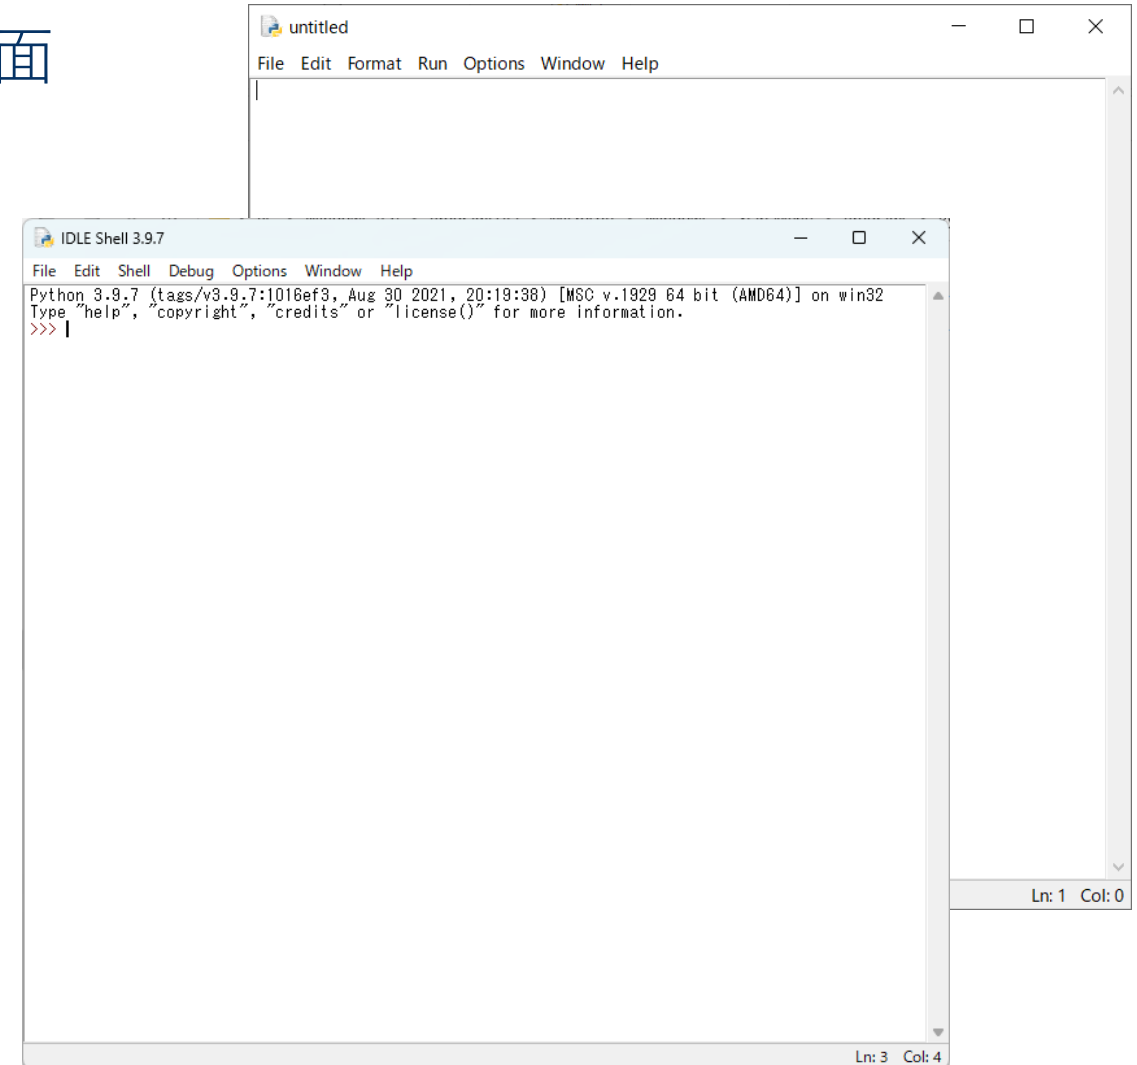 面
untitled
File Edit Format Run Options Window Help
IDLE Shell 3.9.7
File Edit Shell Debug Options Window Help
Python 3.9.7 (tags/v3.9.7:1016ef3, Aug 30 2021, 20:19:38) [MSC v.1929 64 bit (AMD64)] on win32
Type "help", "copyright", "credits" or "license()" for more information.
>>>
Ln: 1 Col: 0
Ln: 3 Col: 4